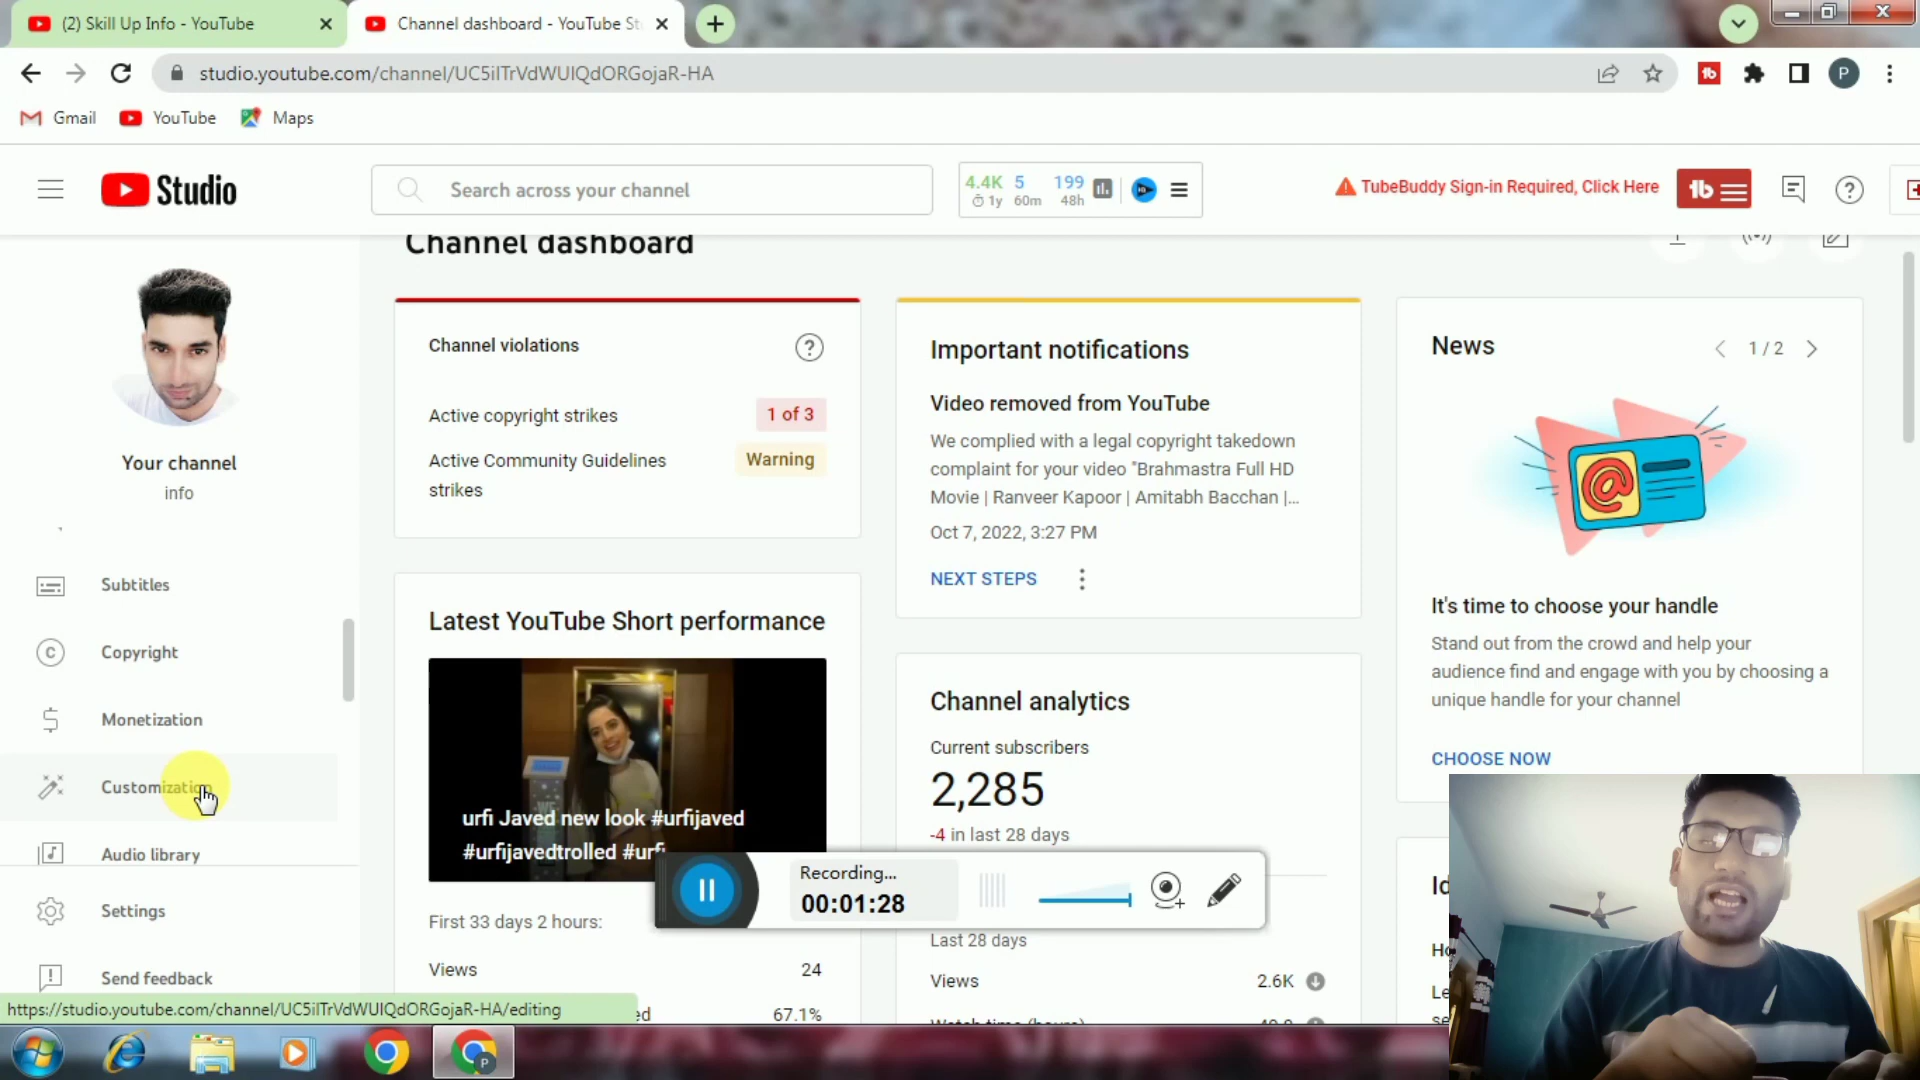 (2) Skill Up Info - YouTube
Channel dashboard - YouTube St
studio.youtube.com/channel/UC5iITrVdWUIQdORGojaR-HA
P
Gmail
YouTube
Maps
Studio
Search across your channel
4.4K 5 199
1y 60m 48h
TubeBuddy Sign-in Required, Click Here
tb
Channel dashboard
Your channel
info
Subtitles
Copyright
Monetization
Customization
Audio library
Settings
Send feedback
Channel violations
Active copyright strikes
1 of 3
Active Community Guidelines
strikes
Warning
Latest YouTube Short performance
urfi Javed new look #urfijaved
#urfijavedtrolled #urfi
First 33 days 2 hours:
Views
24
ed
67.1%
Important notifications
Video removed from YouTube
We complied with a legal copyright takedown
complaint for your video "Brahmastra Full HD
Movie | Ranveer Kapoor | Amitabh Bacchan |...
Oct 7, 2022, 3:27 PM
NEXT STEPS
Channel analytics
Current subscribers
2,285
-4 in last 28 days
Last 28 days
Views
2.6K
Watch time (hours)
News
1 / 2
It's time to choose your handle
Stand out from the crowd and help your
audience find and engage with you by choosing a
unique handle for your channel
CHOOSE NOW
Recording...
00:01:28
https://studio.youtube.com/channel/UC5iITrVdWUIQdORGojaR-HA/editing